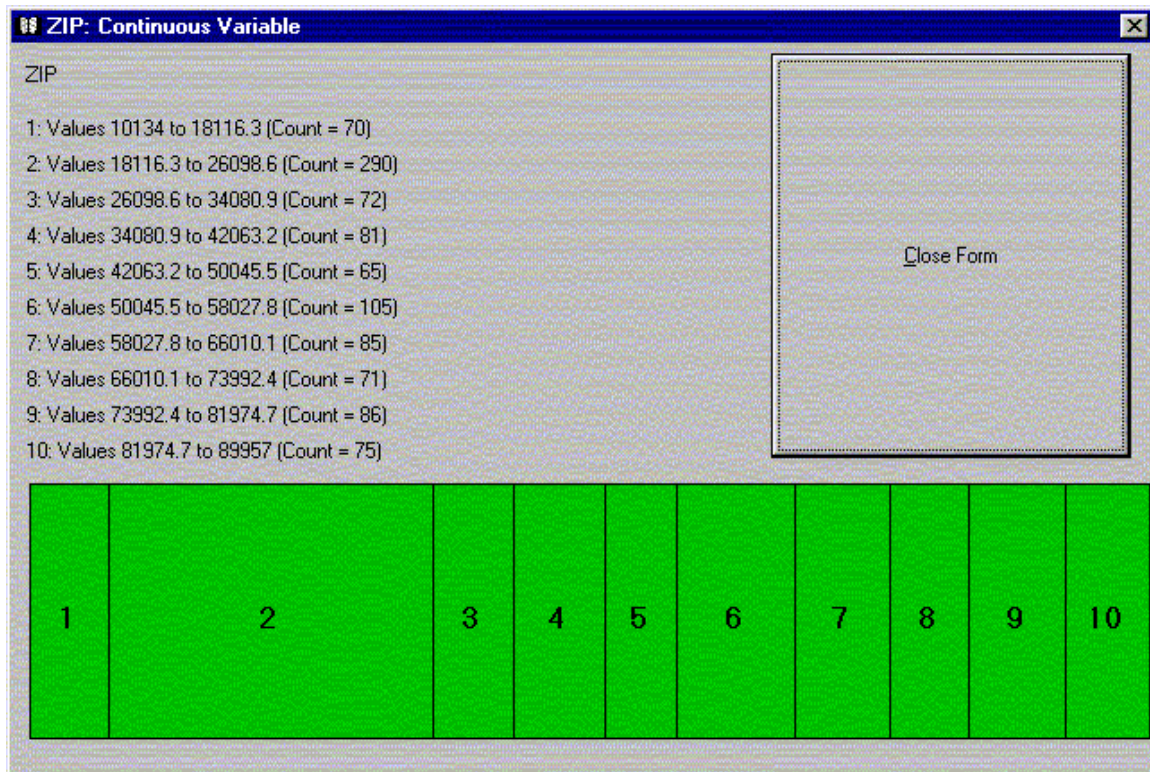 ZIP: Continuous Variable
ZIP
1: Values 10134 to 18116.3 (Count = 70)
2: Values 18116.3 to 26098.6 (Count = 290)
3: Values 26098.6 to 34080.9 (Count = 72)
4: Values 34080.9 to 42063.2 (Count = 81)
5: Values 42063.2 to 50045.5 (Count = 65)
6: Values 50045.5 to 58027.8 (Count = 105)
7: Values 58027.8 to 66010.1 (Count = 85)
8: Values 66010.1 to 73992.4 (Count = 71)
9: Values 73992.4 to 81974.7 (Count = 86)
10: Values 81974.7 to 89957 (Count = 75)
Close Form
1 2 3 4 5 6 7 8 9 10